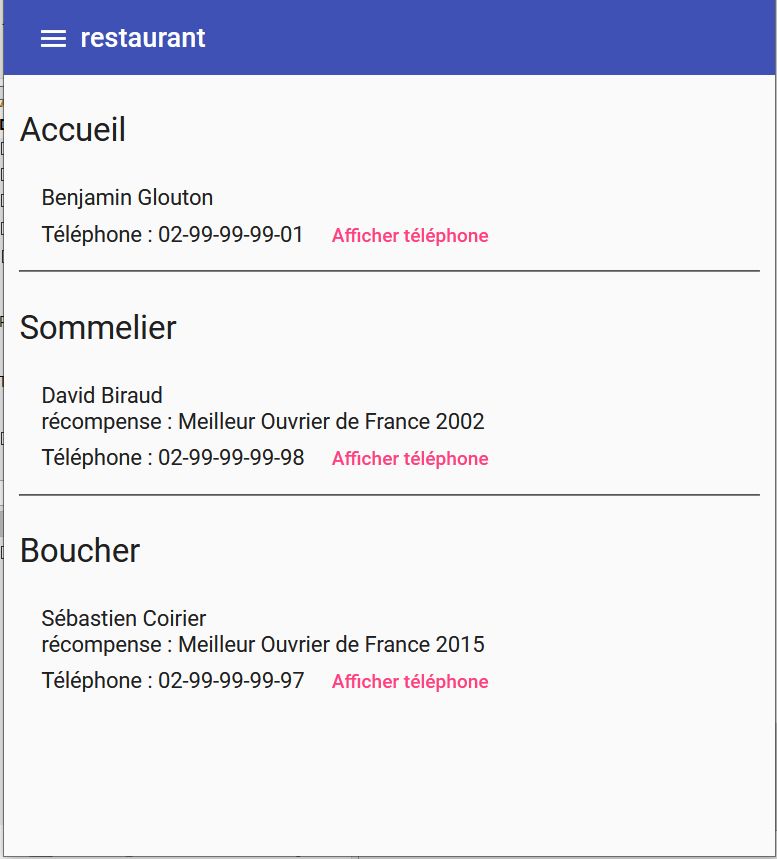 restaurant
Accueil
Benjamin Glouton
Téléphone : 02-99-99-99-01 Afficher téléphone
Sommelier
David Biraud
récompense : Meilleur Ouvrier de France 2002
Téléphone : 02-99-99-99-98 Afficher téléphone
Boucher
Sébastien Coirier
récompense : Meilleur Ouvrier de France 2015
Téléphone : 02-99-99-99-97 Afficher téléphone